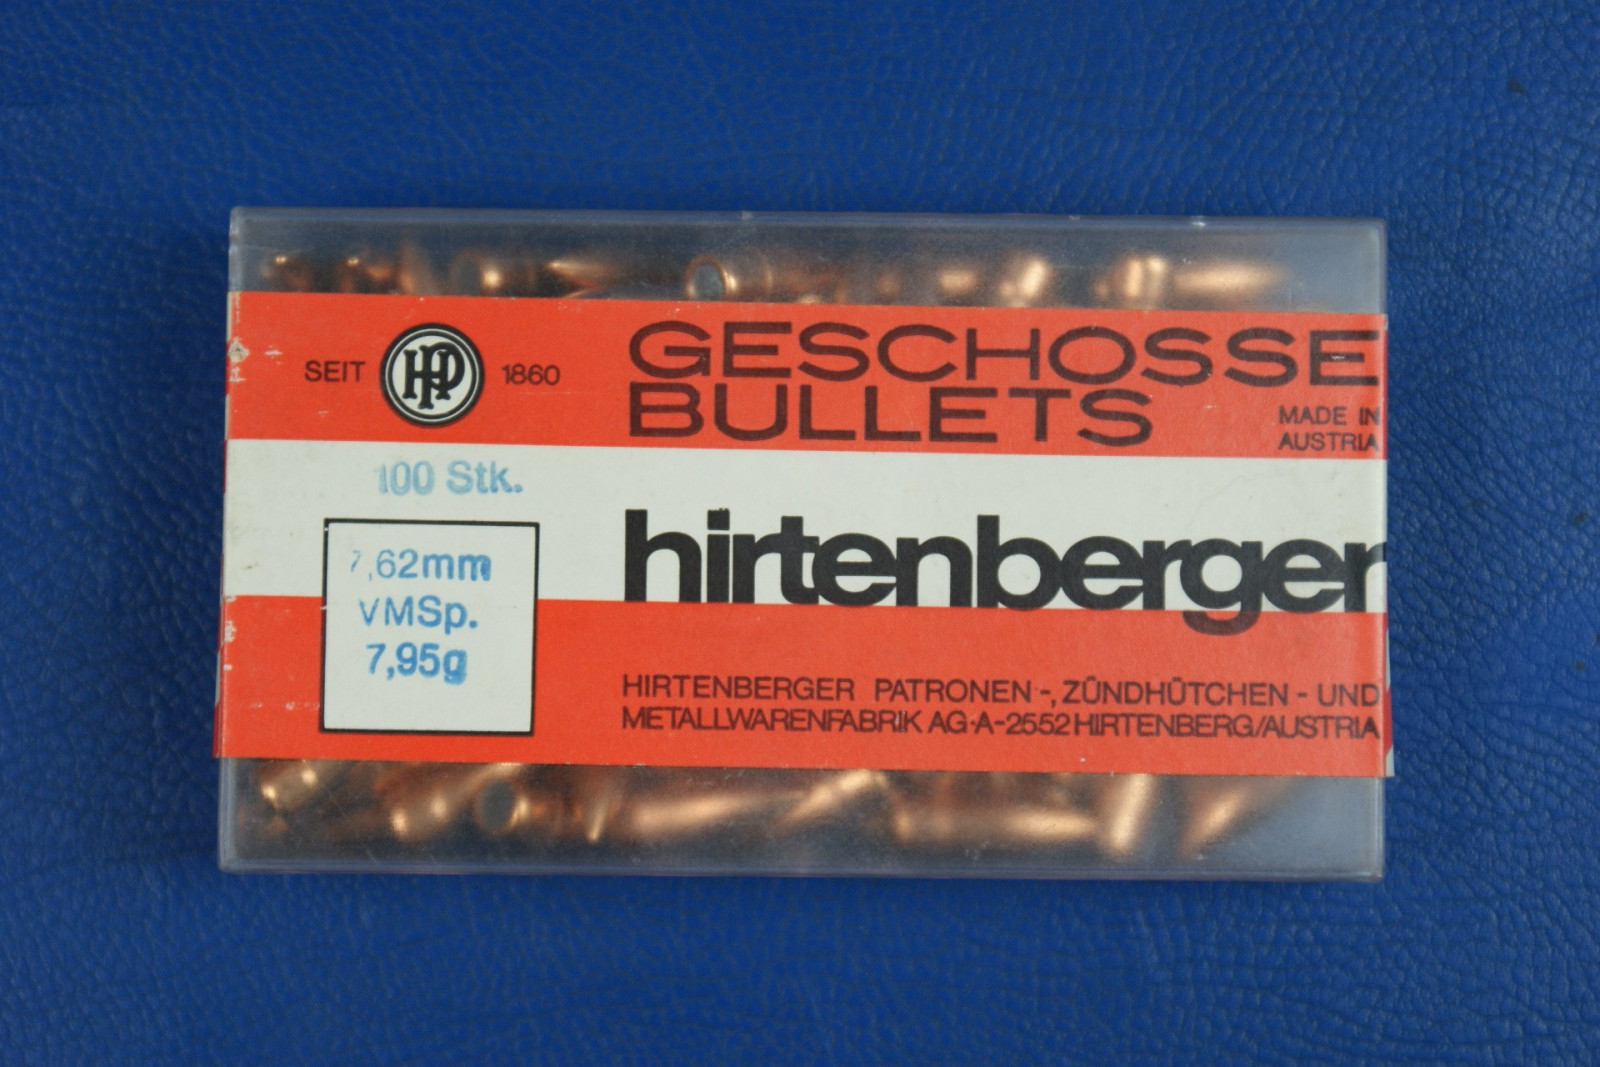 SEIT HP 1860
GESCHOSSE
BULLETS
MADE IN
AUSTRIA
100 Stk.
7,62mm
VMSp.
7,95g
hirtenberger
HIRTENBERGER PATRONEN-, ZÜNDHÜTCHEN - UND
METALLWARENFABRIK AG·A-2552 HIRTENBERG/AUSTRIA